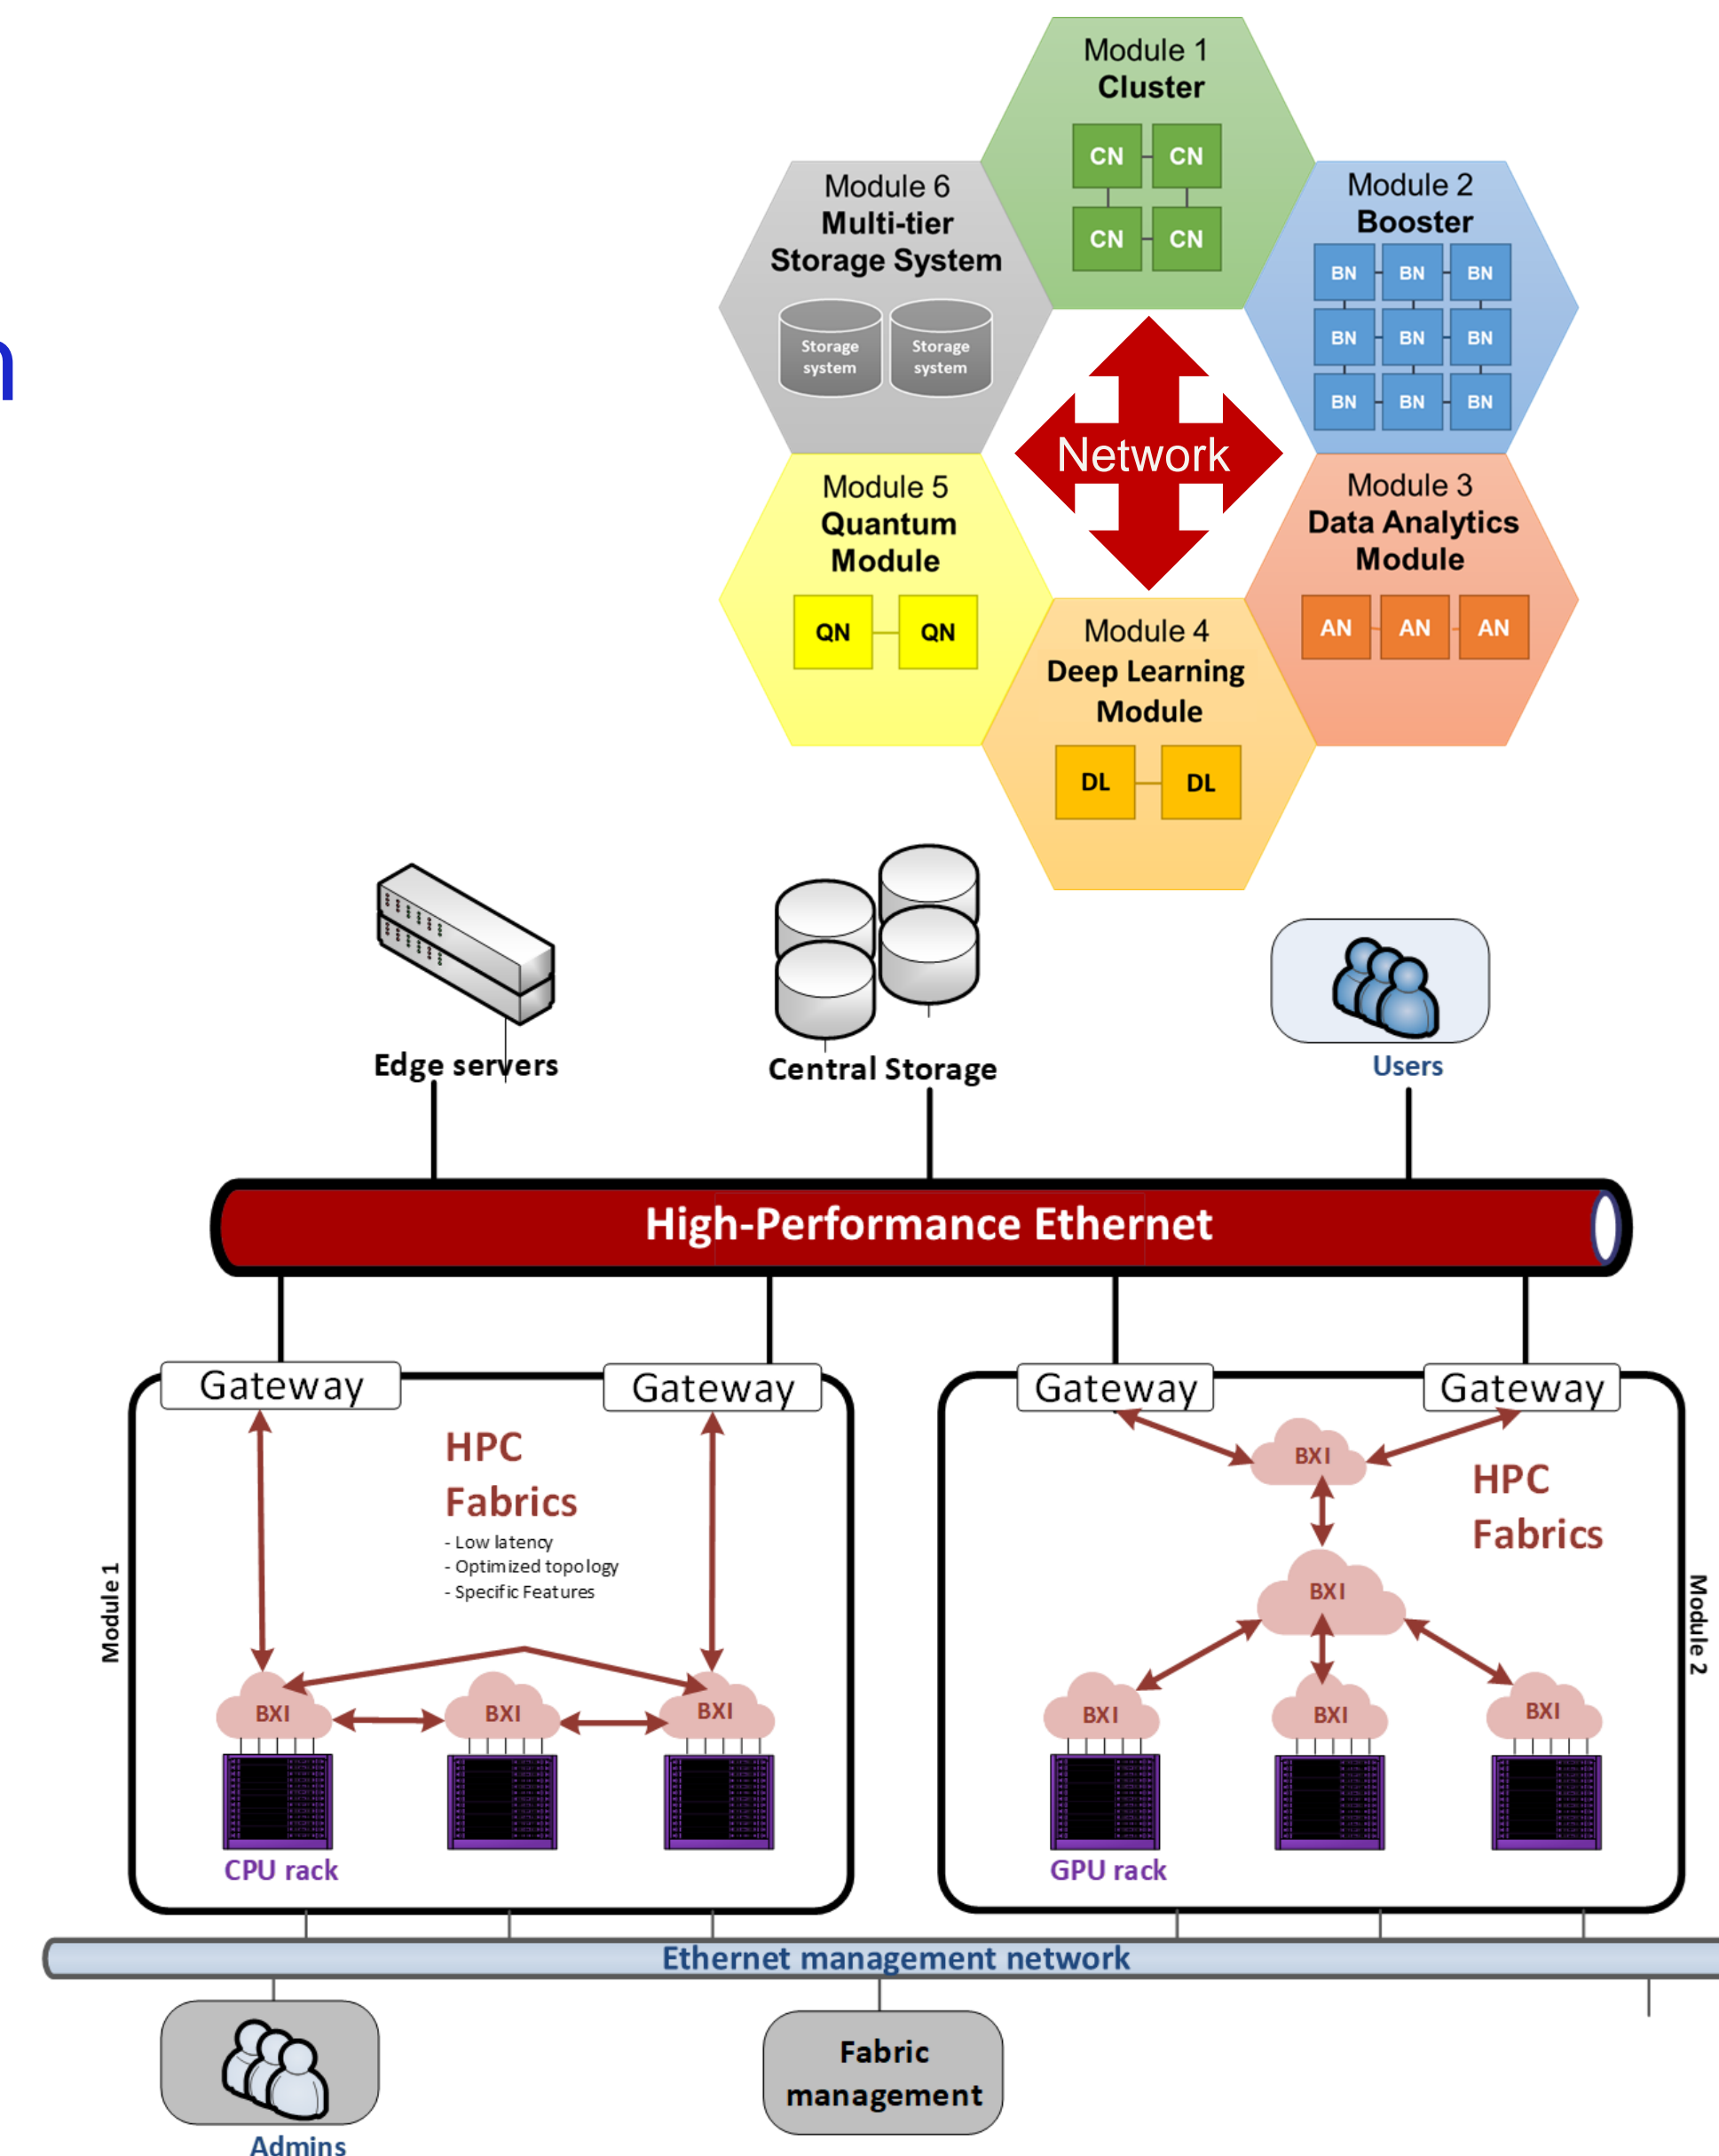 n
Module 1
Cluster
CN CN
CN CN
Module 6
Multi-tier
Storage System
Storage
system
Storage
system
Module 2
Booster
BN BN BN
BN BN BN
BN BN BN
Network
Module 5
Quantum
Module
QN QN
Module 3
Data Analytics
Module
AN AN AN
Module 4
Deep Learning
Module
DL DL
Edge servers
Central Storage
Users
High-Performance Ethernet
Gateway
Gateway
Gateway
Gateway
HPC
Fabrics
- Low latency
- Optimized topology
- Specific Features
Module 1
BXI
BXI
BXI
CPU rack
BXI
HPC
Fabrics
BXI
Module 2
BXI
BXI
BXI
GPU rack
Ethernet management network
Fabric
management
Admins